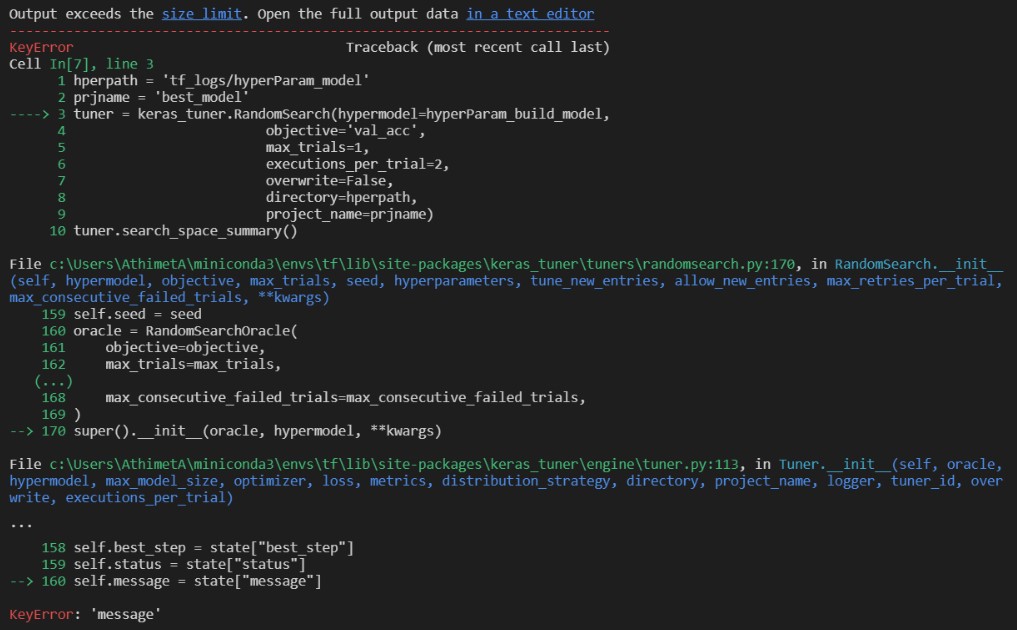 Output exceeds the size limit. Open the full output data in a text editor
---------------------------------------------------------------------------
KeyError                                  Traceback (most recent call last)
Cell In[7], line 3
      1 hperpath = 'tf_logs/hyperParam_model'
      2 prjname = 'best_model'
----> 3 tuner = keras_tuner.RandomSearch(hypermodel=hyperParam_build_model,
      4                         objective='val_acc',
      5                         max_trials=1,
      6                         executions_per_trial=2,
      7                         overwrite=False,
      8                         directory=hperpath,
      9                         project_name=prjname)
     10 tuner.search_space_summary()

File c:\Users\AthimetA\miniconda3\envs\tf\lib\site-packages\keras_tuner\tuners\randomsearch.py:170, in RandomSearch.__init__
(self, hypermodel, objective, max_trials, seed, hyperparameters, tune_new_entries, allow_new_entries, max_retries_per_trial,
max_consecutive_failed_trials, **kwargs)
    159 self.seed = seed
    160 oracle = RandomSearchOracle(
    161     objective=objective,
    162     max_trials=max_trials,
   (...)
    168     max_consecutive_failed_trials=max_consecutive_failed_trials,
    169 )
--> 170 super().__init__(oracle, hypermodel, **kwargs)

File c:\Users\AthimetA\miniconda3\envs\tf\lib\site-packages\keras_tuner\engine\tuner.py:113, in Tuner.__init__(self, oracle,
hypermodel, max_model_size, optimizer, loss, metrics, distribution_strategy, directory, project_name, logger, tuner_id, over
write, executions_per_trial)
...
    158 self.best_step = state["best_step"]
    159 self.status = state["status"]
--> 160 self.message = state["message"]

KeyError: 'message'